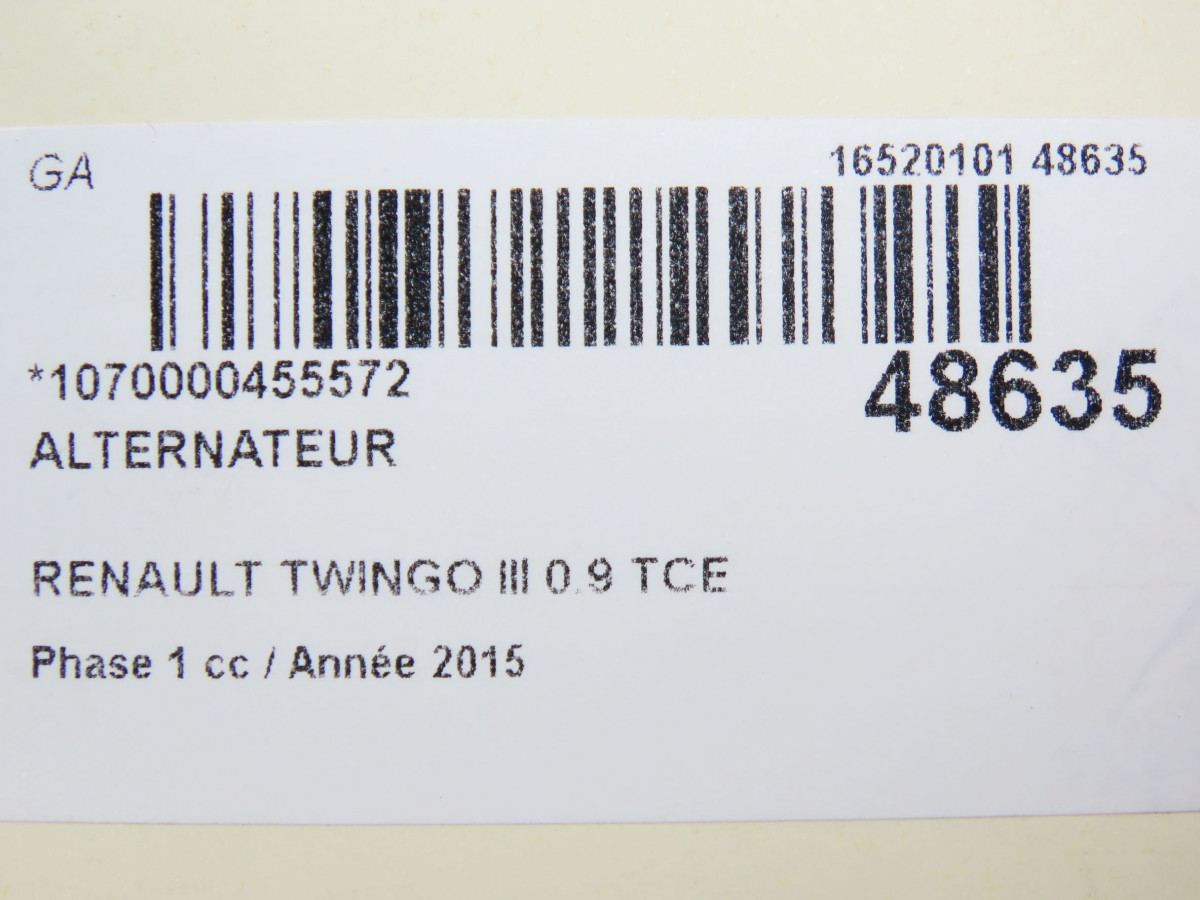 GA
16520101 48635
*1070000455572
48635
ALTERNATEUR
RENAULT TWINGO III 0.9 TCE
Phase 1 cc / Année 2015